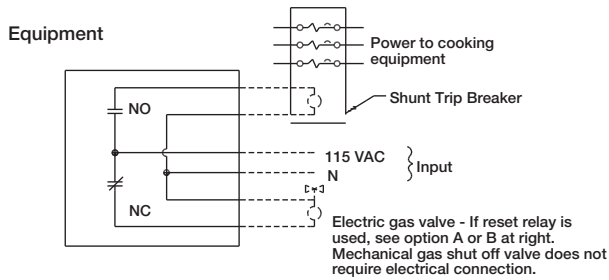 Equipment
Power to cooking
equipment
Shunt Trip Breaker
NO
115 VAC
N
Input
NC
Electric gas valve - If reset relay is
used, see option A or B at right.
Mechanical gas shut off valve does not
require electrical connection.